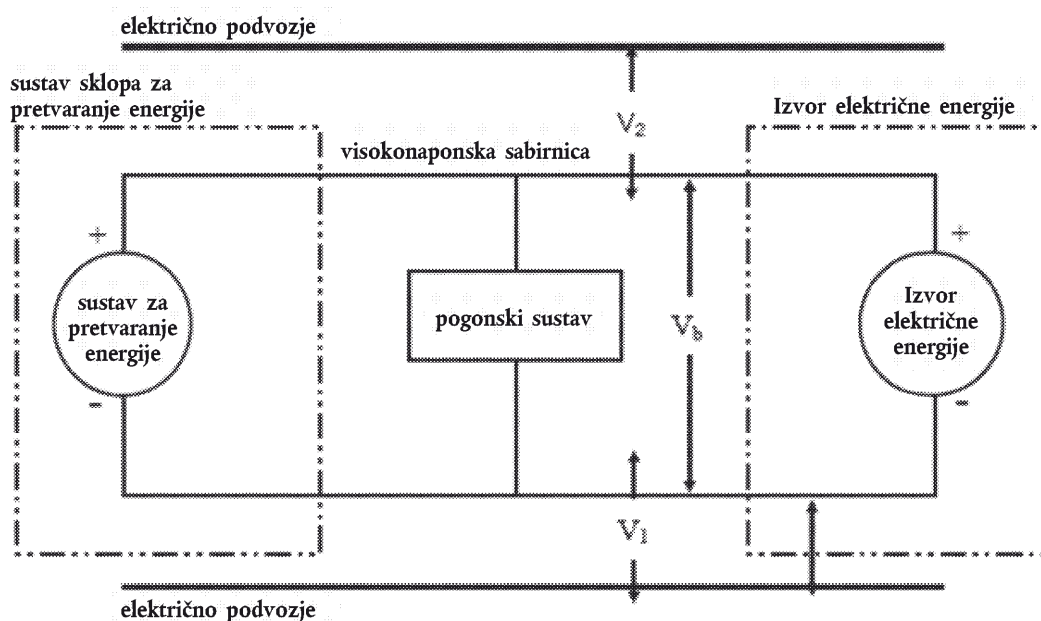 električno podvozje
sustav sklopa za
pretvaranje energije
V2
Izvor električne energije
visokonaponska sabirnica
+
+
sustav za
pretvaranje
energije
pogonski sustav
Vb
Izvor
električne
energije
-
-
V1
električno podvozje